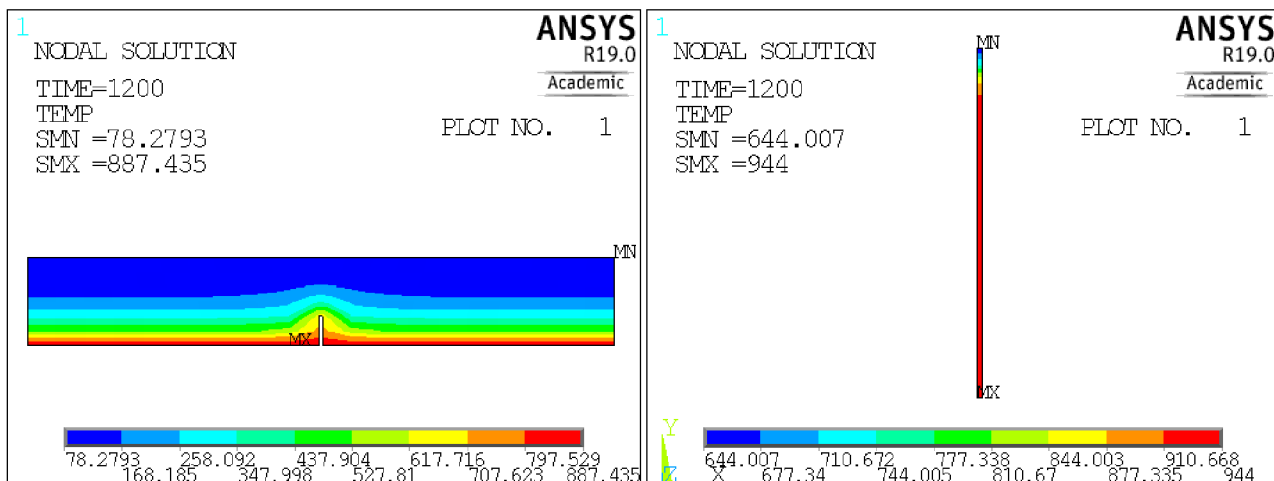 1
ANSYS
R19.0
Academic
NODAL SOLUTION
TIME=1200
TEMP
SMN =78.2793
SMX =887.435
PLOT NO. 1
MN
MX
78.2793 258.092 437.904 617.716 797.529
168.185 347.998 527.81 707.623 887.435
1
ANSYS
R19.0
Academic
NODAL SOLUTION
TIME=1200
TEMP
SMN =644.007
SMX =944
PLOT NO. 1
MN
MX
Y
Z X
644.007 710.672 777.338 844.003 910.668
677.34 744.005 810.67 877.335 944